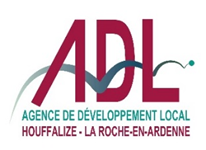 ADL
AGENCE DE DÉVELOPPEMENT LOCAL
HOUFFALIZE - LA ROCHE-EN-ARDENNE